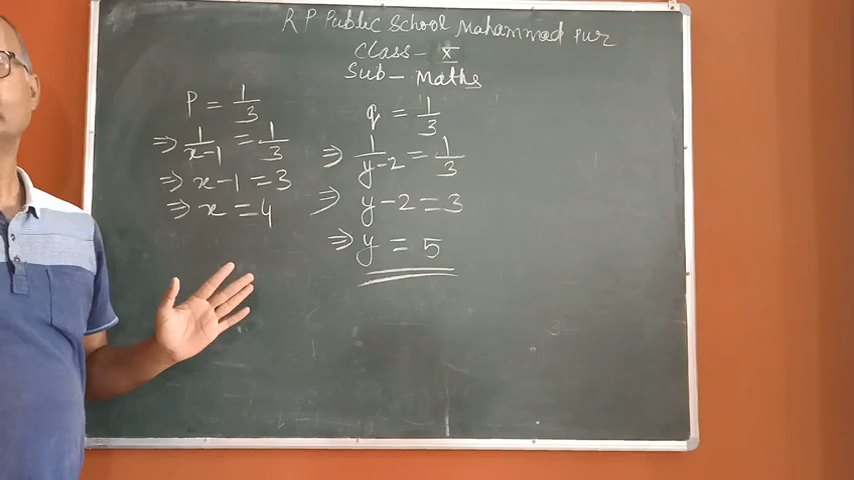 R P Public School Mahammad pur
Class - X
Sub - Maths
P = 1/3
⇒ 1/(x-1) = 1/3
⇒ x-1 = 3
⇒ x = 4
q = 1/3
⇒ 1/(y-2) = 1/3
⇒ y-2 = 3
⇒ y = 5